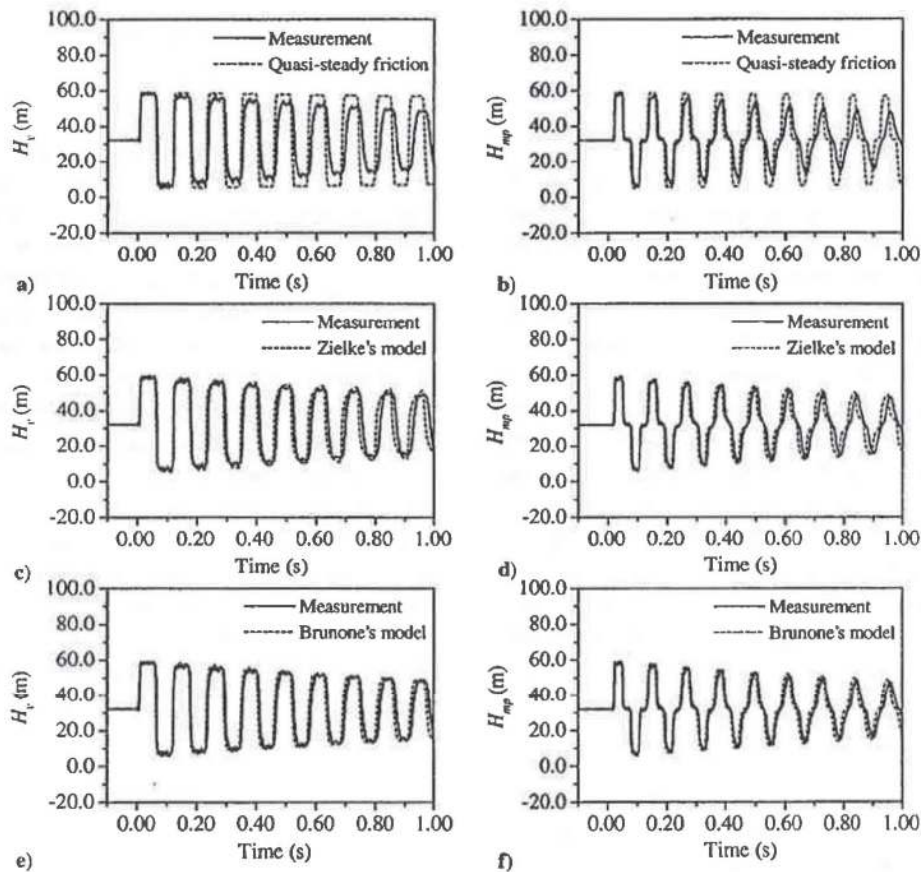 100.0
80.0
60.0
40.0
20.0
0.0
-20.0
H_v (m)
Measurement
Quasi-steady friction
0.00 0.20 0.40 0.60 0.80 1.00
Time (s)
a)
100.0
80.0
60.0
40.0
20.0
0.0
-20.0
H_mp (m)
Measurement
Quasi-steady friction
0.00 0.20 0.40 0.60 0.80 1.00
Time (s)
b)
100.0
80.0
60.0
40.0
20.0
0.0
-20.0
H_v (m)
Measurement
Zielke's model
0.00 0.20 0.40 0.60 0.80 1.00
Time (s)
c)
100.0
80.0
60.0
40.0
20.0
0.0
-20.0
H_mp (m)
Measurement
Zielke's model
0.00 0.20 0.40 0.60 0.80 1.00
Time (s)
d)
100.0
80.0
60.0
40.0
20.0
0.0
-20.0
H_v (m)
Measurement
Brunone's model
0.00 0.20 0.40 0.60 0.80 1.00
Time (s)
e)
100.0
80.0
60.0
40.0
20.0
0.0
-20.0
H_mp (m)
Measurement
Brunone's model
0.00 0.20 0.40 0.60 0.80 1.00
Time (s)
f)